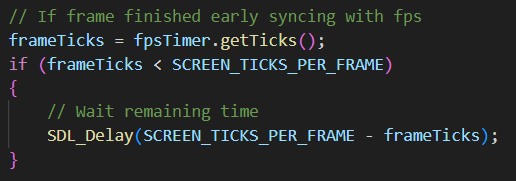 // If frame finished early syncing with fps
frameTicks = fpsTimer.getTicks();
if (frameTicks < SCREEN_TICKS_PER_FRAME)
{
    // Wait remaining time
    SDL_Delay(SCREEN_TICKS_PER_FRAME - frameTicks);
}